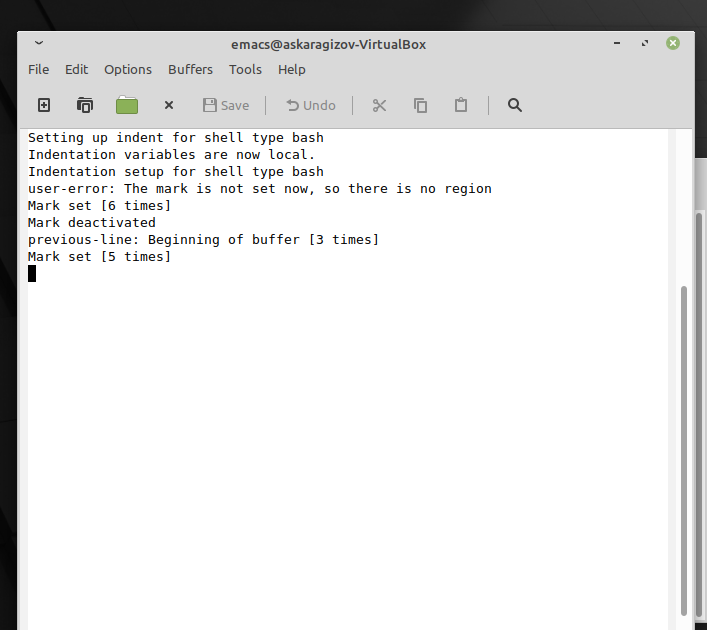 emacs@askaragizov-VirtualBox
File Edit Options Buffers Tools Help
Save Undo
Setting up indent for shell type bash
Indentation variables are now local.
Indentation setup for shell type bash
user-error: The mark is not set now, so there is no region
Mark set [6 times]
Mark deactivated
previous-line: Beginning of buffer [3 times]
Mark set [5 times]